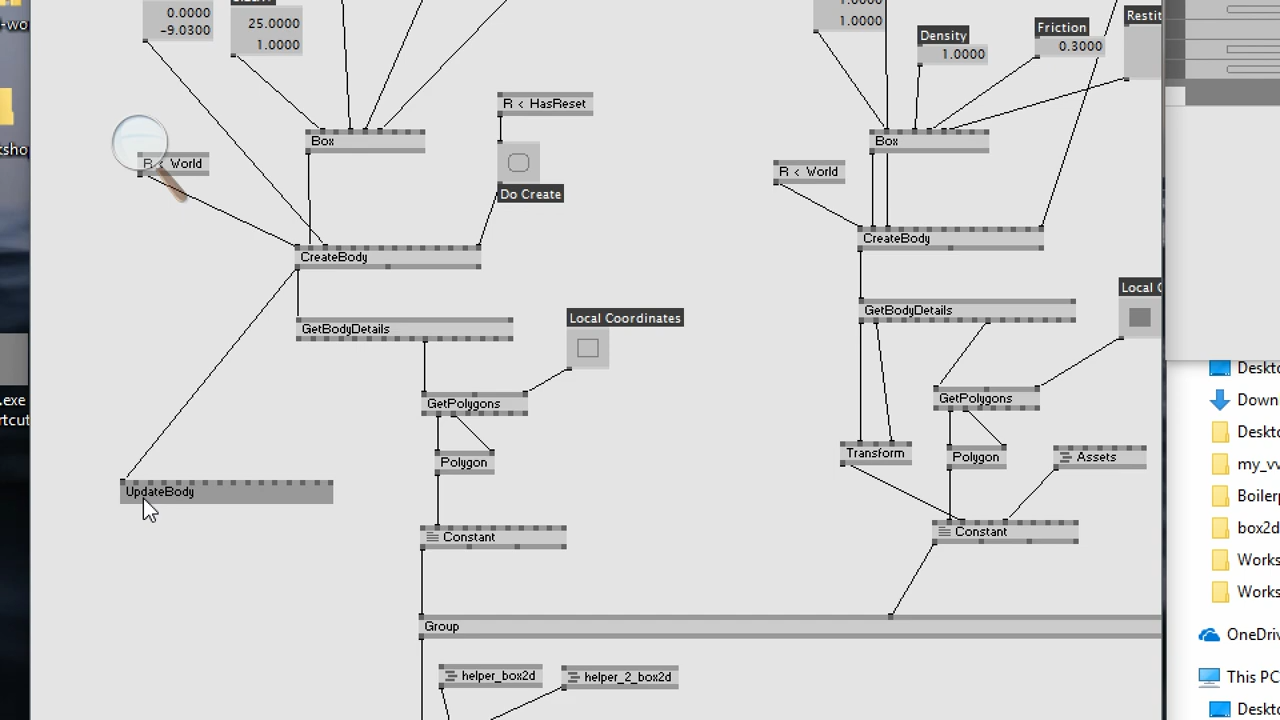 0.0000
-9.0300
25.0000
1.0000
1.0000
Density
1.0000
Friction
0.3000
Restit
R < HasReset
Box
Box
R < World
R < World
Do Create
CreateBody
CreateBody
Local C
Local Coordinates
GetBodyDetails
GetBodyDetails
GetPolygons
GetPolygons
Transform
Polygon
Polygon
Assets
UpdateBody
Constant
Constant
Group
helper_box2d
helper_2_box2d
-wo
sho
.exe
rtcut
Deskto
Down
Deskto
my_vv
Boilerp
box2d
Works
Works
OneDriv
This PC
Deskto